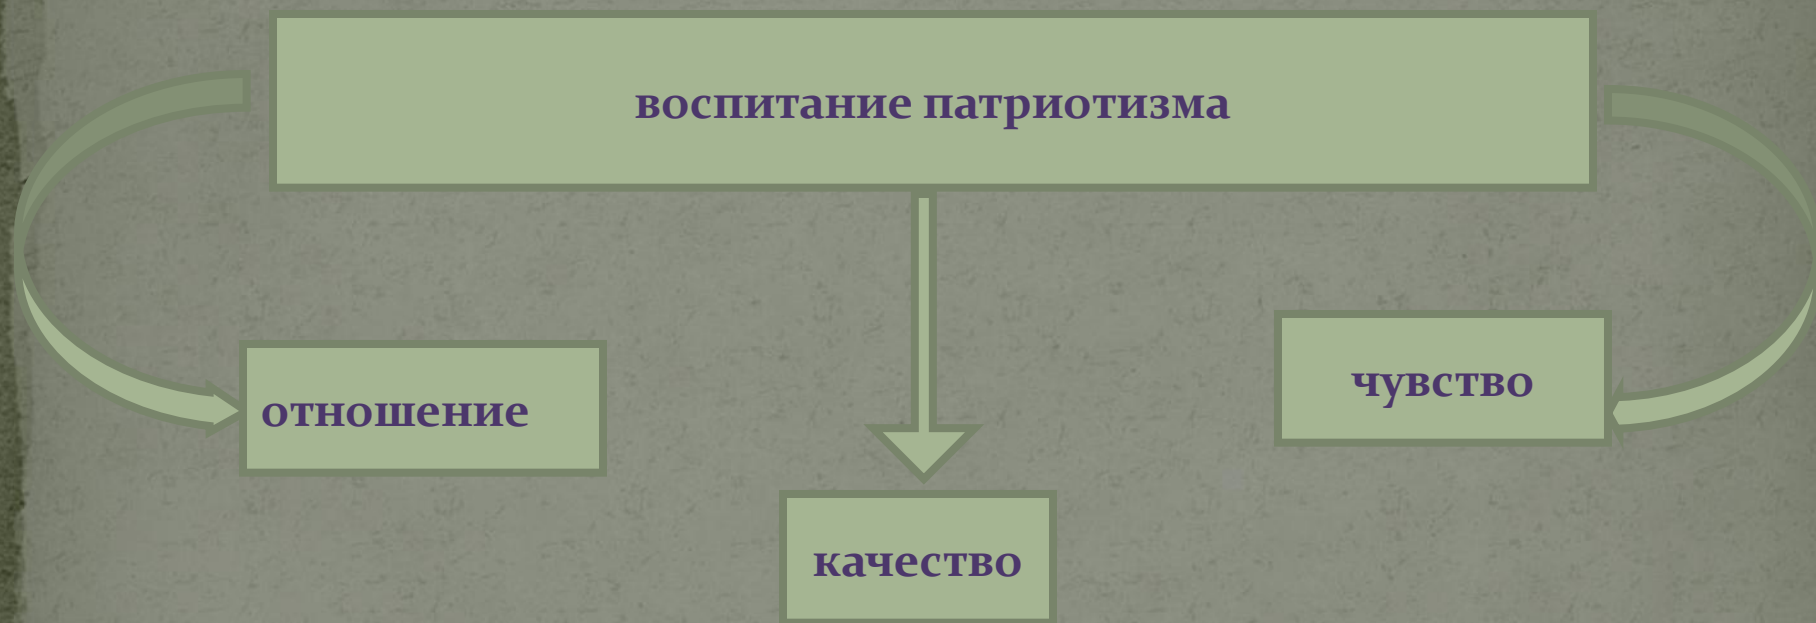 воспитание патриотизма
отношение
чувство
качество